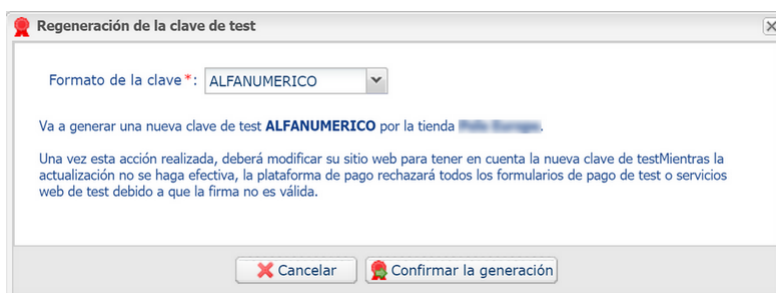 Regeneración de la clave de test
Formato de la clave*: ALFANUMERICO
Va a generar una nueva clave de test ALFANUMERICO por la tienda .
Una vez esta acción realizada, deberá modificar su sitio web para tener en cuenta la nueva clave de testMientras la
actualización no se haga efectiva, la plataforma de pago rechazará todos los formularios de pago de test o servicios
web de test debido a que la firma no es válida.
Cancelar
Confirmar la generación